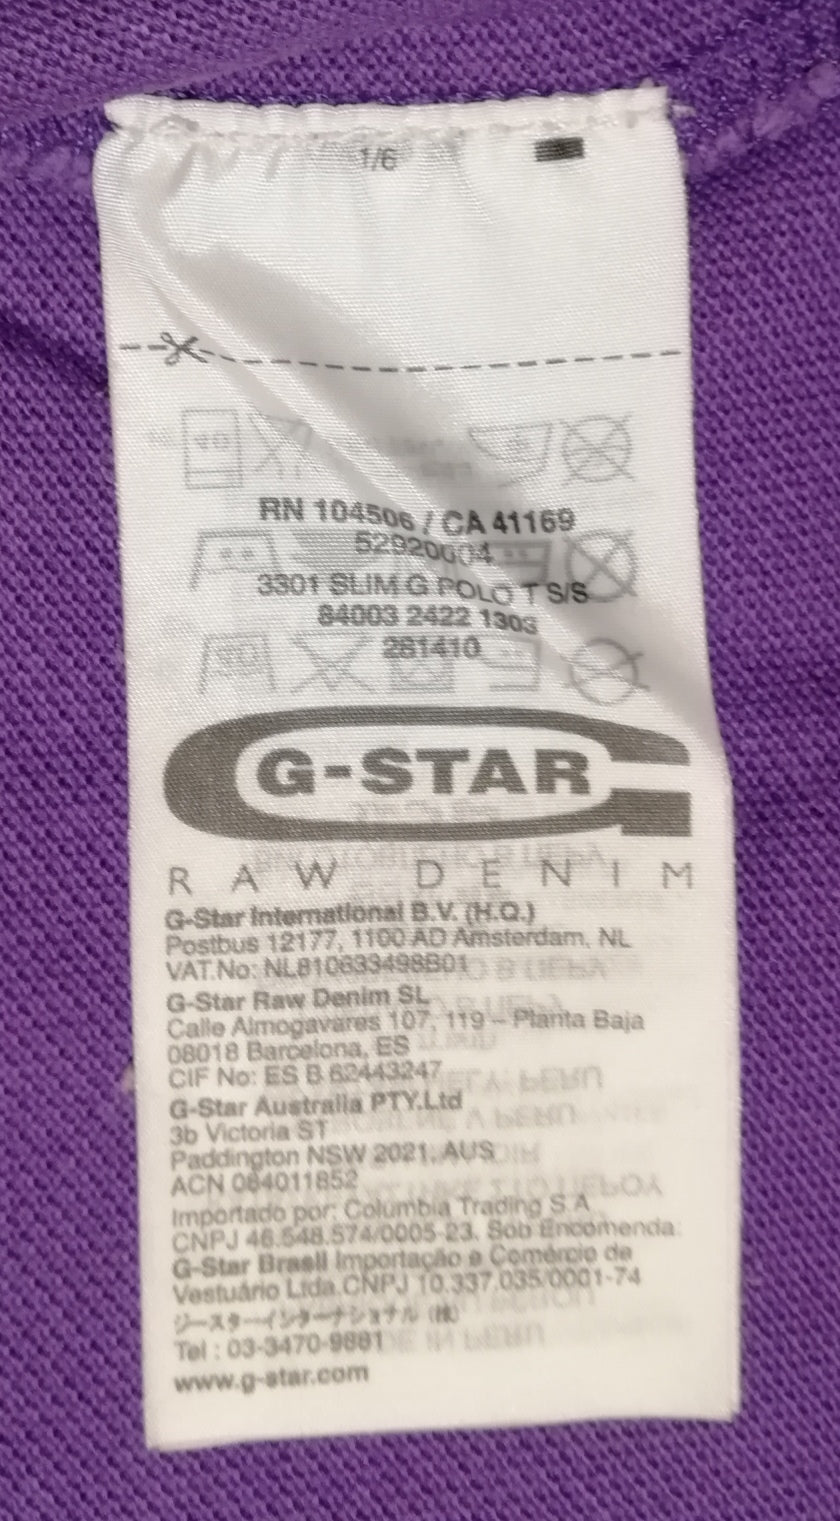 1/6
RN 104506 / CA 41169
52920604
3301 SLIM G POLO T S/S
84003 2422 1303
281410
G-STAR
RAW DENIM
G-Star International B.V. (H.Q.)
Postbus 12177, 1100 AD Amsterdam, NL
VAT.No: NL810633498B01
G-Star Raw Denim SL
Calle Almogavares 107, 119 – Planta Baja
08018 Barcelona, ES
CIF No: ES B 62443247
G-Star Australia PTY.Ltd
3b Victoria ST
Paddington NSW 2021, AUS
ACN 084011852
Importado por: Columbia Trading S.A
CNPJ 46.548.574/0005-23. Sob Encomenda:
G-Star Brasil Importação e Comércio de
Vestuário Ltda.CNPJ 10.337.035/0001-74
ジースターインターナショナル (株)
Tel : 03-3470-9881
www.g-star.com